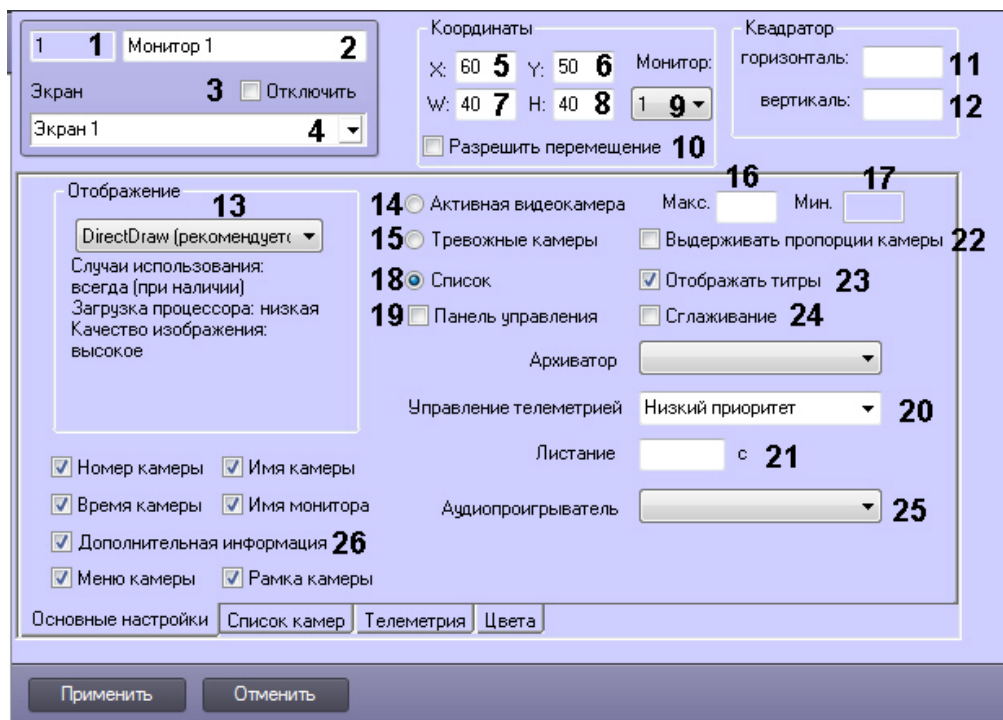 1 1 Монитор 1 2
Экран 3 Отключить
Экран 1 4
Координаты
X: 60 5 Y: 50 6 Монитор:
W: 40 7 H: 40 8 1 9
Разрешить перемещение 10
Квадратор
горизонталь: 11
вертикаль: 12
Отображение
13
DirectDraw (рекомендуетс
Случаи использования:
всегда (при наличии)
Загрузка процессора: низкая
Качество изображения:
высокое
16 17
14 Активная видеокамера Макс. Мин.
15 Тревожные камеры Выдерживать пропорции камеры 22
18 Список Отображать титры 23
19 Панель управления Сглаживание 24
Архиватор
Управление телеметрией Низкий приоритет 20
Листание с 21
Аудиопроигрыватель 25
Номер камеры Имя камеры
Время камеры Имя монитора
Дополнительная информация 26
Меню камеры Рамка камеры
Основные настройки Список камер Телеметрия Цвета
Применить Отменить